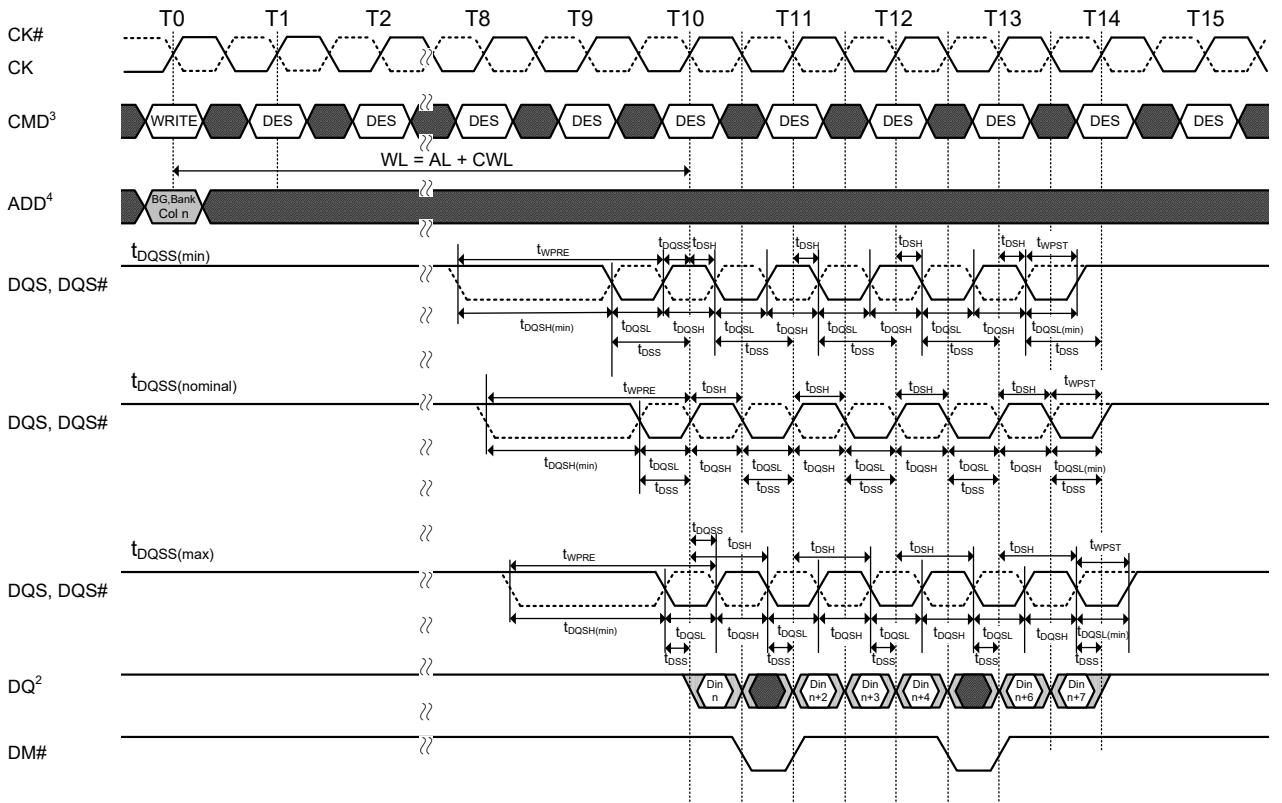 T0 T1 T2 T8 T9 T10 T11 T12 T13 T14 T15
CK#
CK
CMD3 WRITE DES DES DES DES DES DES DES DES DES DES
WL = AL + CWL
ADD4 BG,Bank
Col n
tDQSS(min) tWPRE tDQSS tDSH tDSH tDSH tDSH tWPST
DQS, DQS#
tDQSH(min) tDQSL tDQSH tDQSL tDQSH tDQSL tDQSH tDQSL tDQSH tDQSL(min)
tDSS tDSS tDSS tDSS tDSS
tDQSS(nominal) tWPRE tDSH tDSH tDSH tDSH tWPST
DQS, DQS#
tDQSH(min) tDQSL tDQSH tDQSL tDQSH tDQSL tDQSH tDQSL tDQSH tDQSL(min)
tDSS tDSS tDSS tDSS tDSS
tDQSS
tDQSS(max) tWPRE tDSH tDSH tDSH tDSH tWPST
DQS, DQS#
tDQSH(min) tDQSL tDQSH tDQSL tDQSH tDQSL tDQSH tDQSL tDQSH tDQSL(min)
tDSS tDSS tDSS tDSS tDSS
DQ2 Din Din Din Din Din Din
n n+2 n+3 n+4 n+6 n+7
DM#